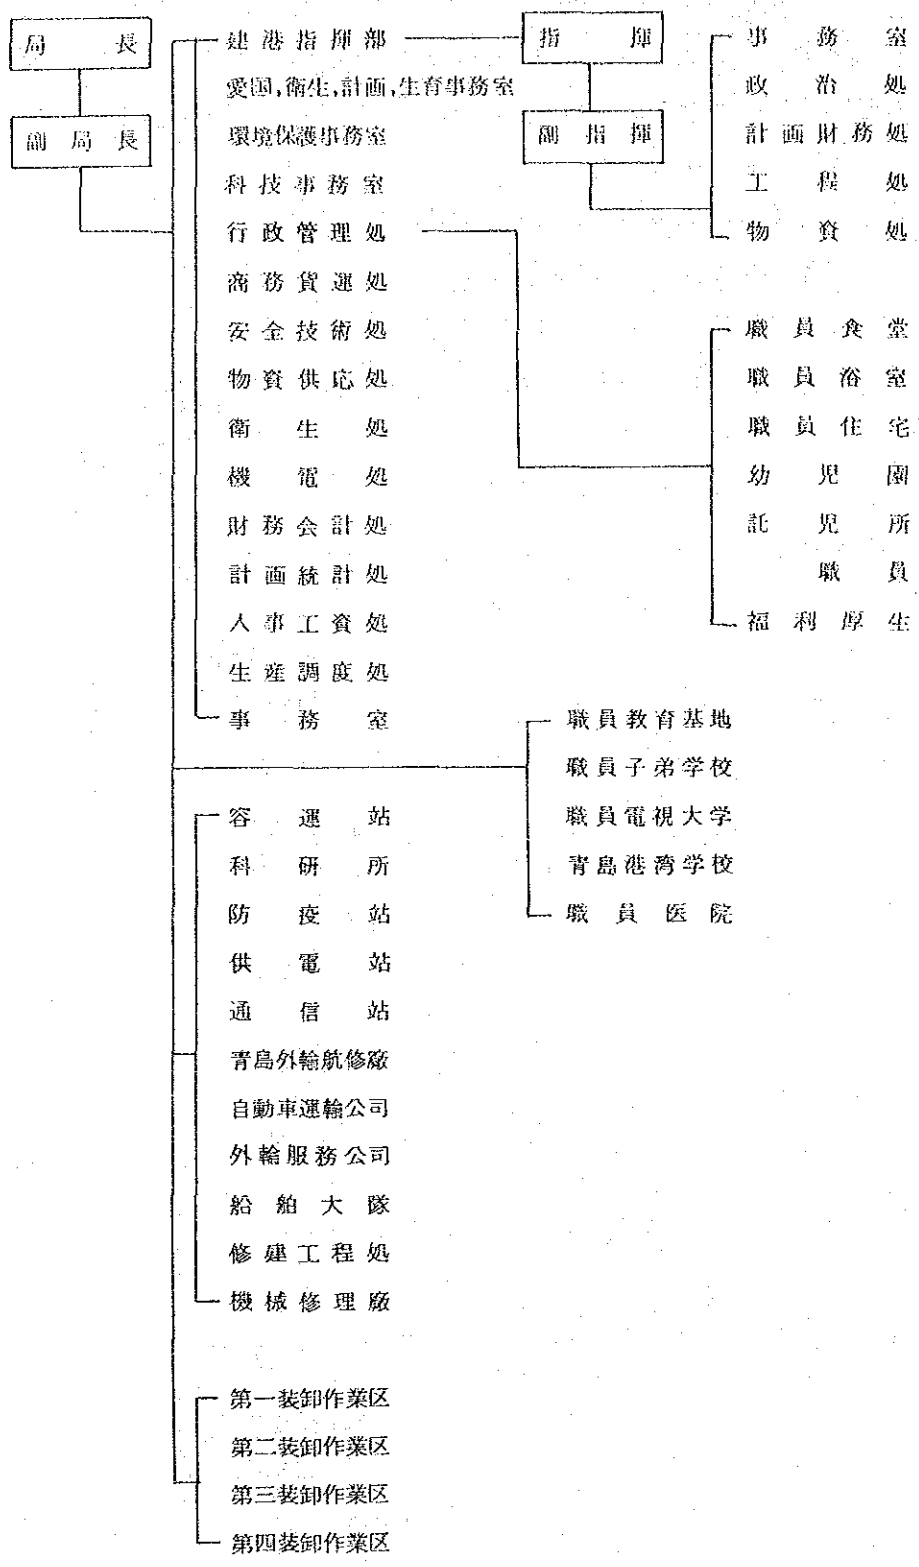 局長
副局長
建港指揮部
愛国,衛生,計画,生育事務室
環境保護事務室
科技事務室
行政管理処
商務貨運処
安全技術処
物資供応処
衛生処
機電処
財務会計処
計画統計処
人事工資処
生産調度処
事務室
指揮
副指揮
事務室
政治処
計画財務処
工程処
物資処
職員食堂
職員浴室
職員住宅
幼児園
託児所
職員
福利厚生
職員教育基地
職員子弟学校
職員電視大学
青島港湾学校
職員医院
容運站
科研所
防疫站
供電站
通信站
青島外輪航修廠
自動車運輸公司
外輪服務公司
船舶大隊
修建工程処
機械修理廠
第一装卸作業区
第二装卸作業区
第三装卸作業区
第四装卸作業区